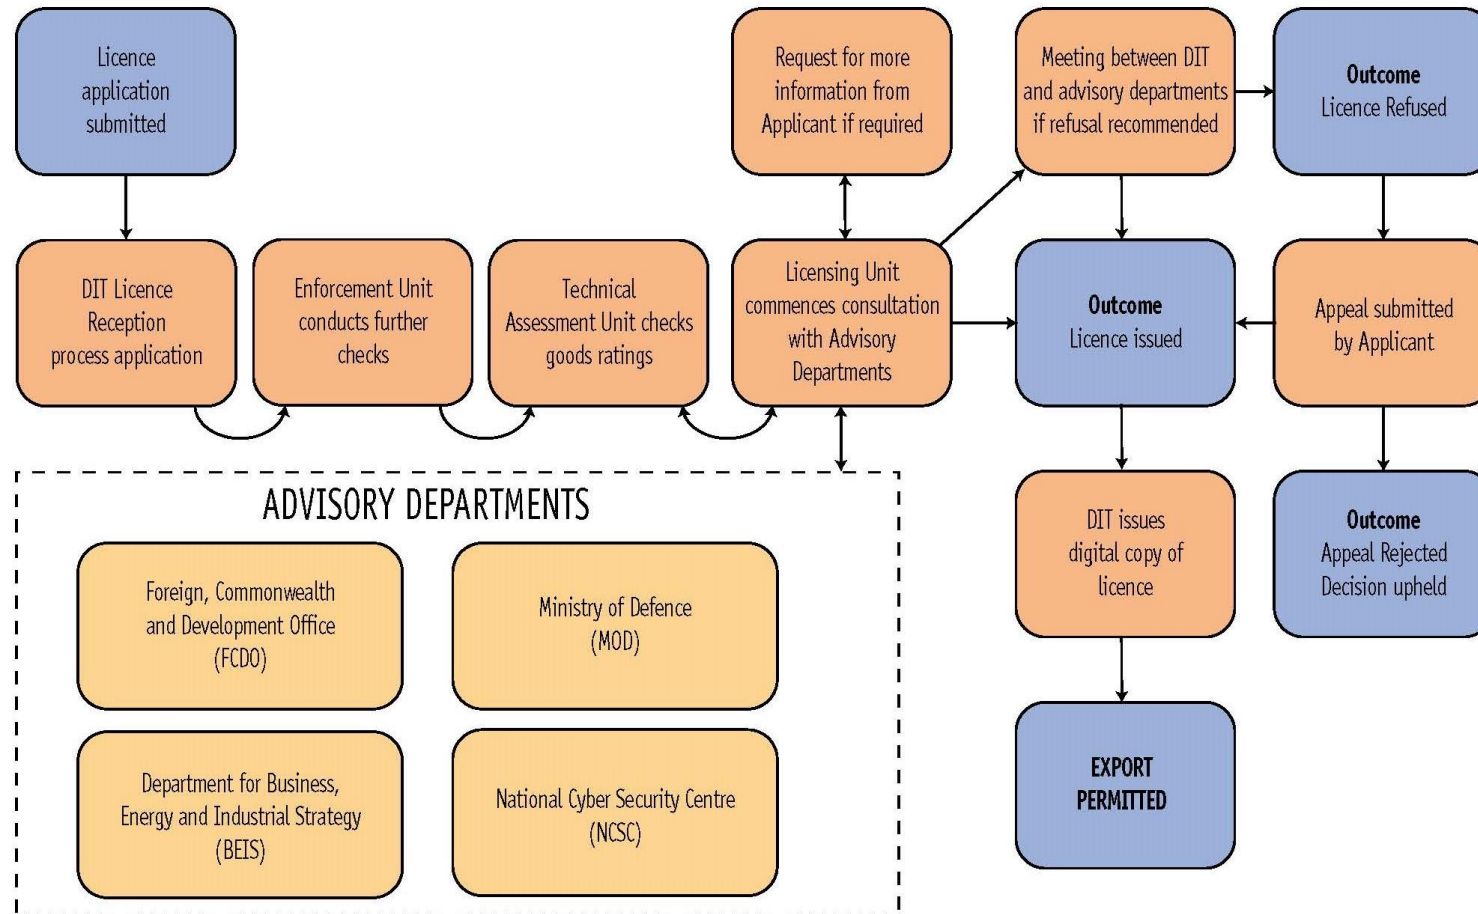 Licence
application
submitted
Request for more
information from
Applicant if required
Meeting between DIT
and advisory departments
if refusal recommended
Outcome
Licence Refused
DIT Licence
Reception
process application
Enforcement Unit
conducts further
checks
Technical
Assessment Unit checks
goods ratings
Licensing Unit
commences consultation
with Advisory
Departments
Outcome
Licence issued
Appeal submitted
by Applicant
ADVISORY DEPARTMENTS
Foreign, Commonwealth
and Development Office
(FCDO)
Ministry of Defence
(MOD)
Department for Business,
Energy and Industrial Strategy
(BEIS)
National Cyber Security Centre
(NCSC)
DIT issues
digital copy of
licence
Outcome
Appeal Rejected
Decision upheld
EXPORT
PERMITTED